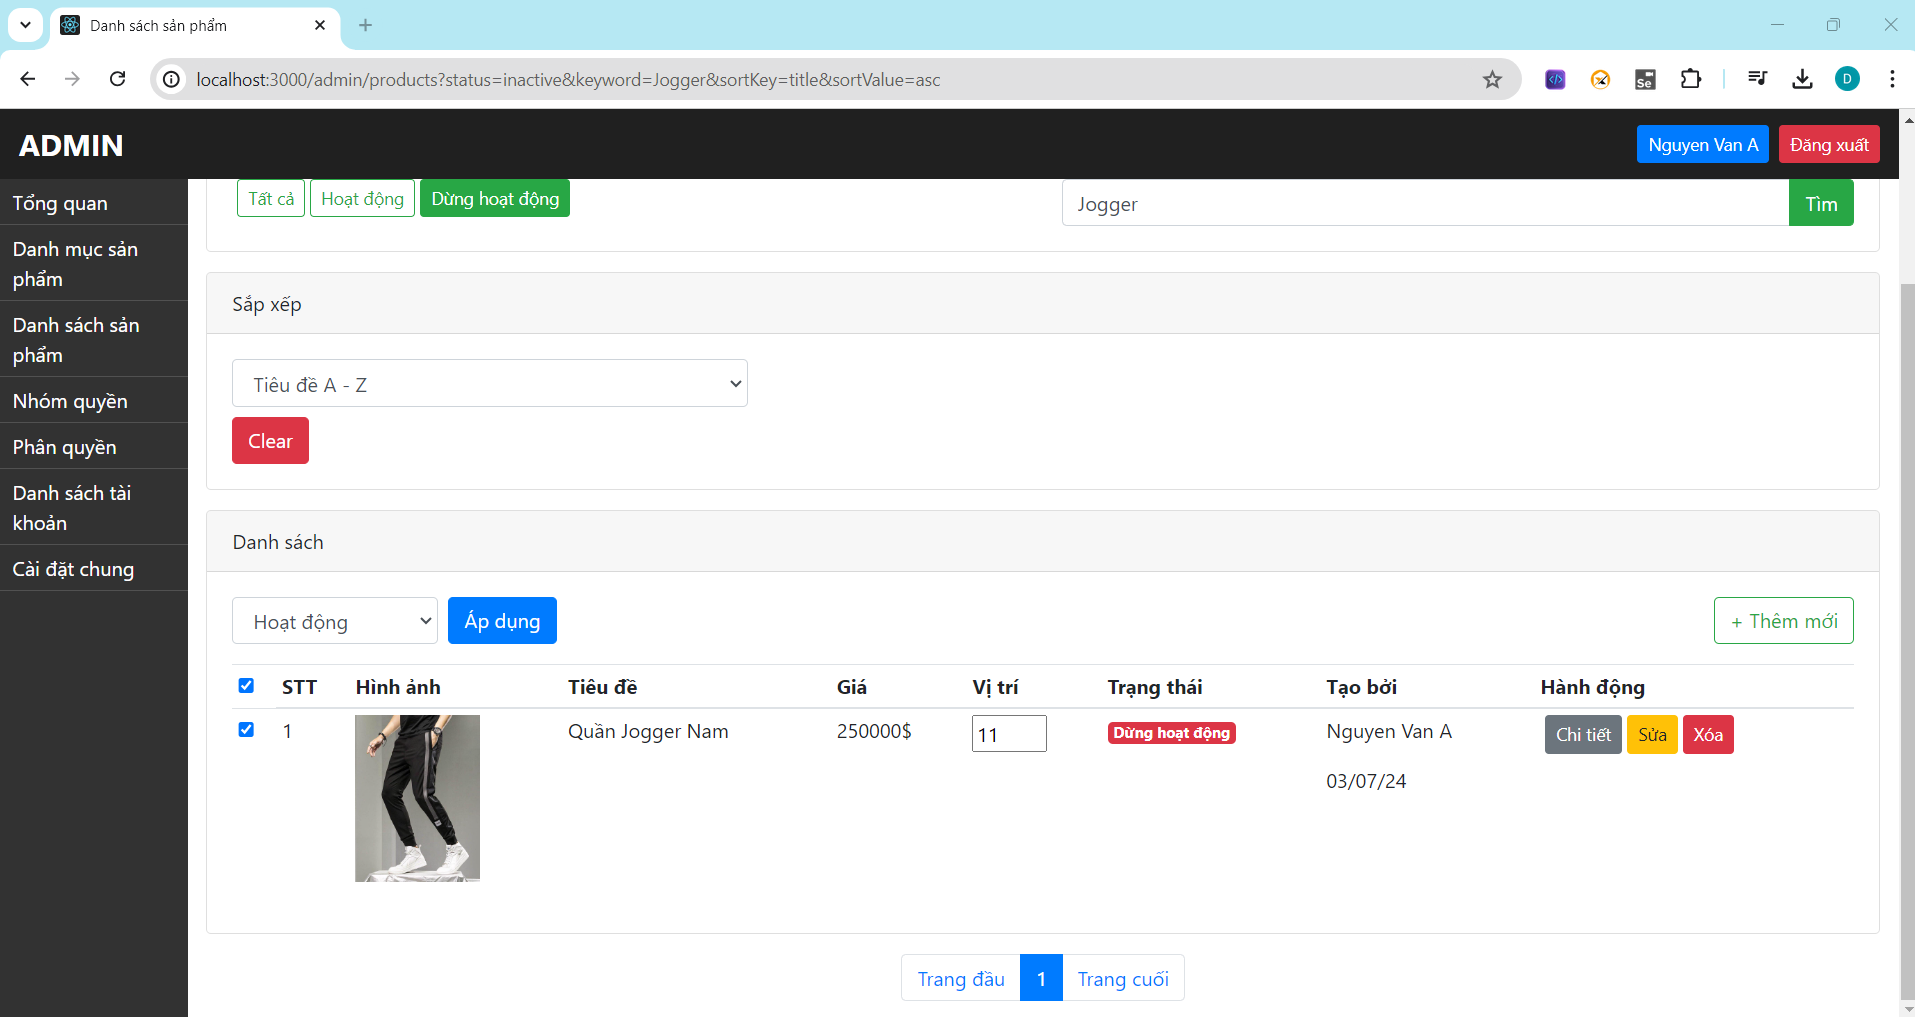 Danh sách sản phẩm
localhost:3000/admin/products?status=inactive&keyword=Jogger&sortKey=title&sortValue=asc
Se
D
ADMIN
Nguyen Van A
Đăng xuất
Tổng quan
Danh mục sản
phẩm
Danh sách sản
phẩm
Nhóm quyền
Phân quyền
Danh sách tài
khoản
Cài đặt chung
Tất cả
Hoạt động
Dừng hoạt động
Jogger
Tìm
Sắp xếp
Tiêu đề A - Z
Clear
Danh sách
Hoạt động
Áp dụng
+ Thêm mới
STT Hình ảnh Tiêu đề Giá Vị trí Trạng thái Tạo bởi Hành động
1 Quần Jogger Nam 250000$ 11 Dừng hoạt động Nguyen Van A Chi tiết Sửa Xóa
03/07/24
Trang đầu 1 Trang cuối